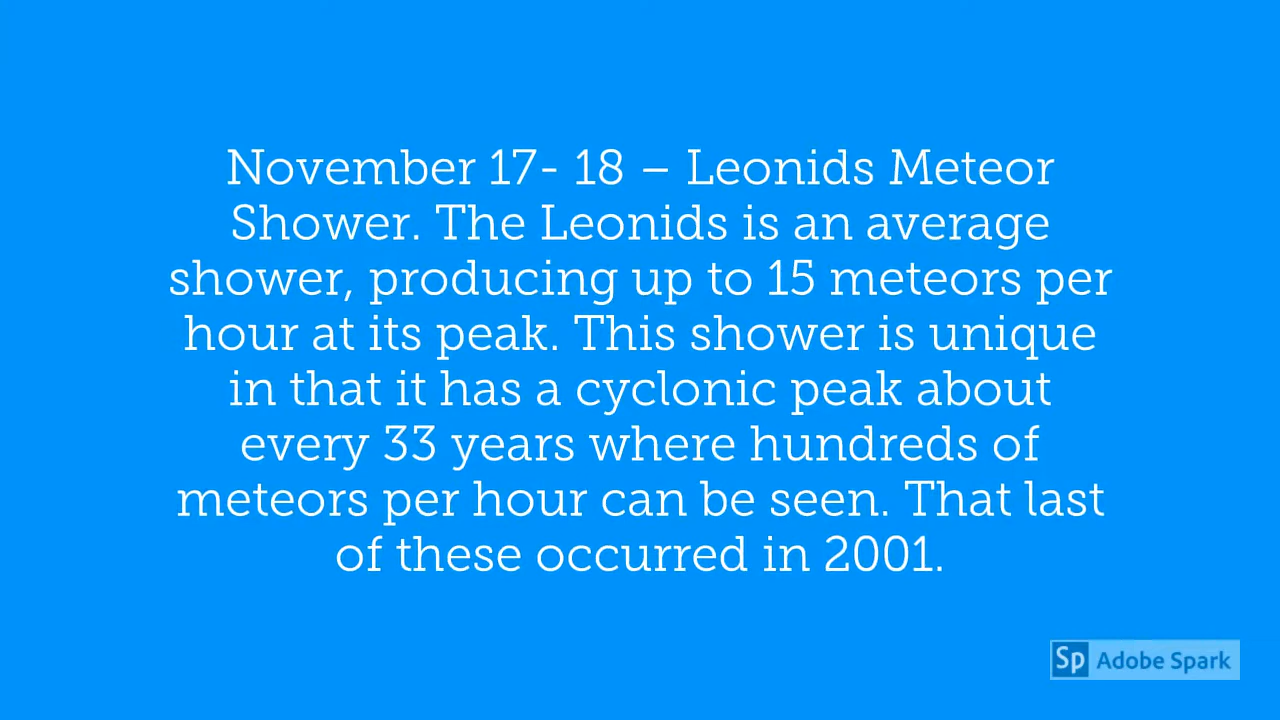 November 17- 18 – Leonids Meteor
Shower. The Leonids is an average
shower, producing up to 15 meteors per
hour at its peak. This shower is unique
in that it has a cyclonic peak about
every 33 years where hundreds of
meteors per hour can be seen. That last
of these occurred in 2001.
Sp Adobe Spark